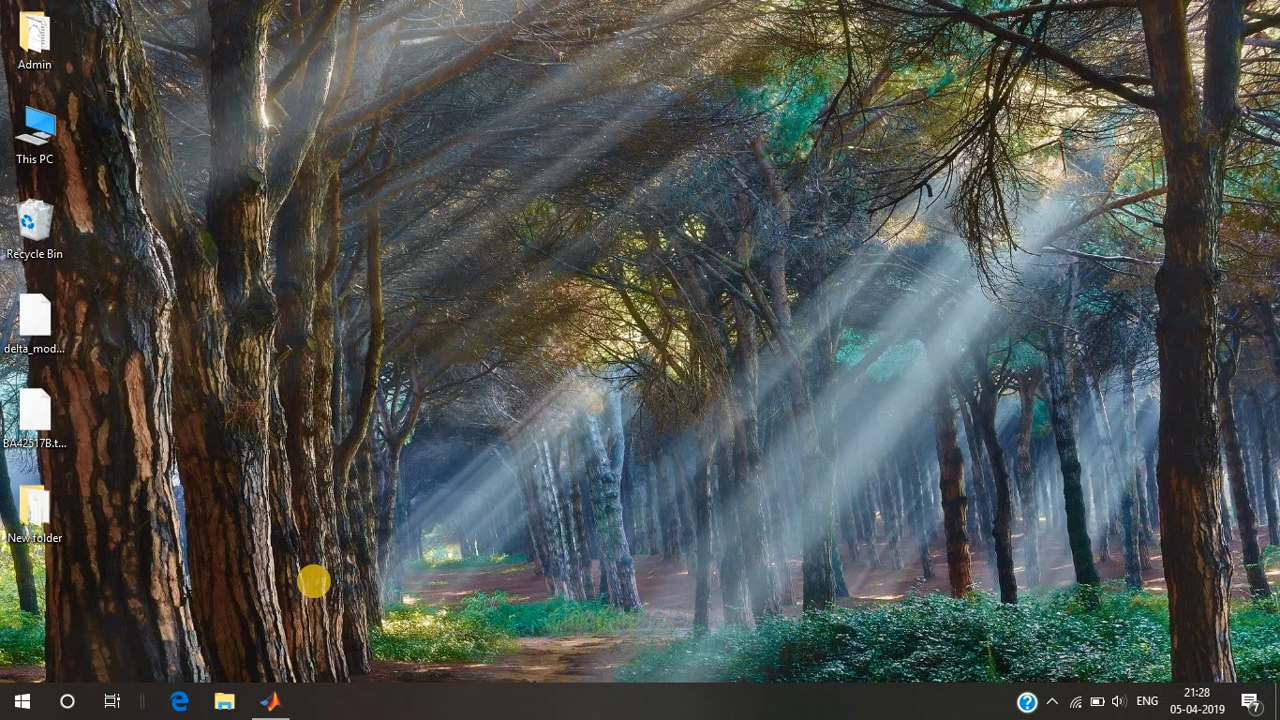 Admin
This PC
Recycle Bin
delta_mod...
BA42517B.t...
New folder
ENG
21:28
05-04-2019
7